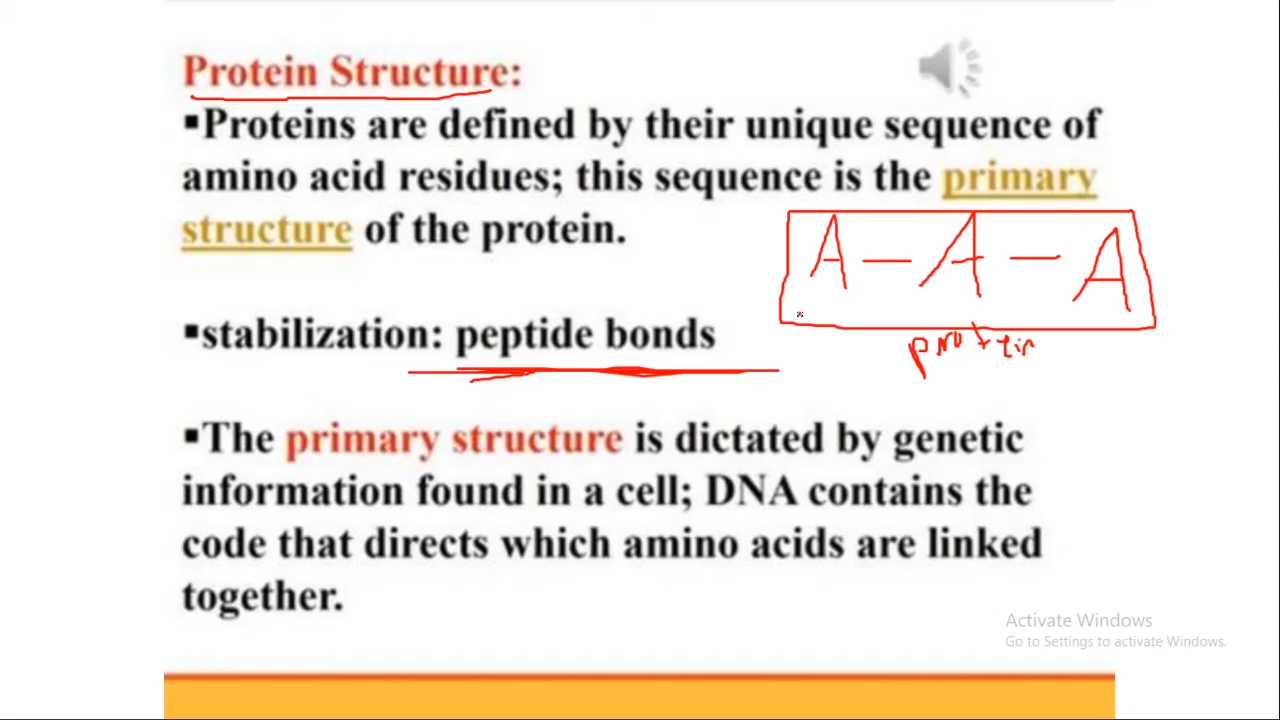 Protein Structure:
▪Proteins are defined by their unique sequence of
amino acid residues; this sequence is the primary
structure of the protein.
A — A — A
protein
▪stabilization: peptide bonds
▪The primary structure is dictated by genetic
information found in a cell; DNA contains the
code that directs which amino acids are linked
together.
Activate Windows
Go to Settings to activate Windows.